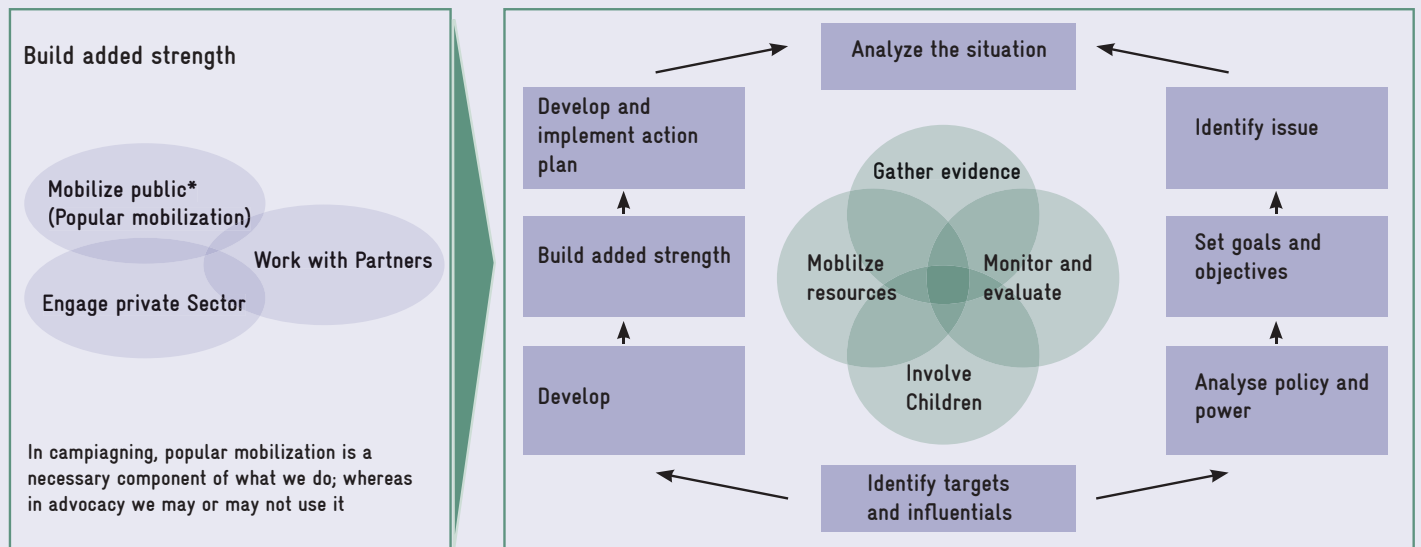 Build added strength
Mobilize public*
(Popular mobilization)
Work with Partners
Engage private Sector
In campiagning, popular mobilization is a
necessary component of what we do; whereas
in advocacy we may or may not use it
Analyze the situation
Develop and
implement action
plan
Build added strength
Develop
Gather evidence
Moblilze
resources
Monitor and
evaluate
Involve
Children
Identify issue
Set goals and
objectives
Analyse policy and
power
Identify targets
and influentials